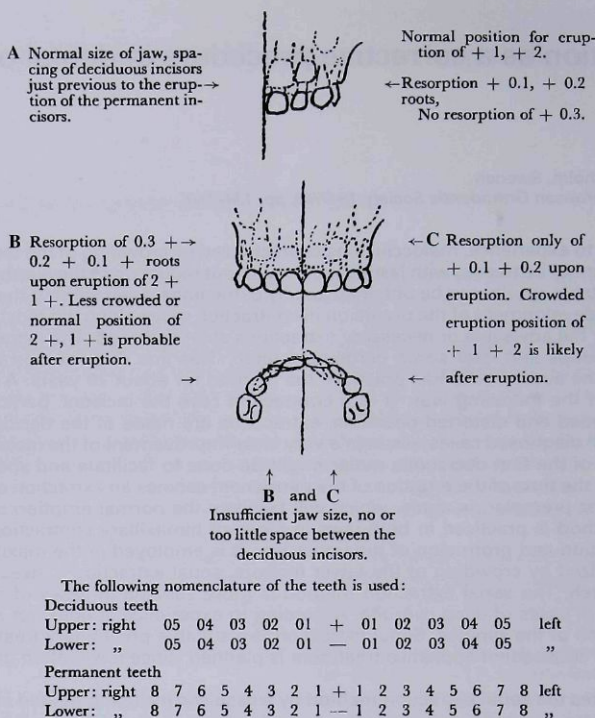 A Normal size of jaw, spa-
cing of deciduous incisors
just previous to the erup-→
tion of the permanent in-
cisors.
Normal position for erup-
tion of + 1, + 2.
←Resorption + 0.1, + 0.2
roots,
No resorption of + 0.3.
B Resorption of 0.3 +→
0.2 + 0.1 + roots
upon eruption of 2 +
1 +. Less crowded or
normal position of
2 +, 1 + is probable
after eruption. →
← C Resorption only of
+ 0.1 + 0.2 upon
eruption. Crowded
eruption position of
+ 1 + 2 is likely
← after eruption.
↑ ↑
B and C
Insufficient jaw size, no or
too little space between the
deciduous incisors.
The following nomenclature of the teeth is used:
Deciduous teeth
Upper: right 05 04 03 02 01 + 01 02 03 04 05 left
Lower: „ 05 04 03 02 01 — 01 02 03 04 05 „
Permanent teeth
Upper: right 8 7 6 5 4 3 2 1 + 1 2 3 4 5 6 7 8 left
Lower: „ 8 7 6 5 4 3 2 1 — 1 2 3 4 5 6 7 8 „